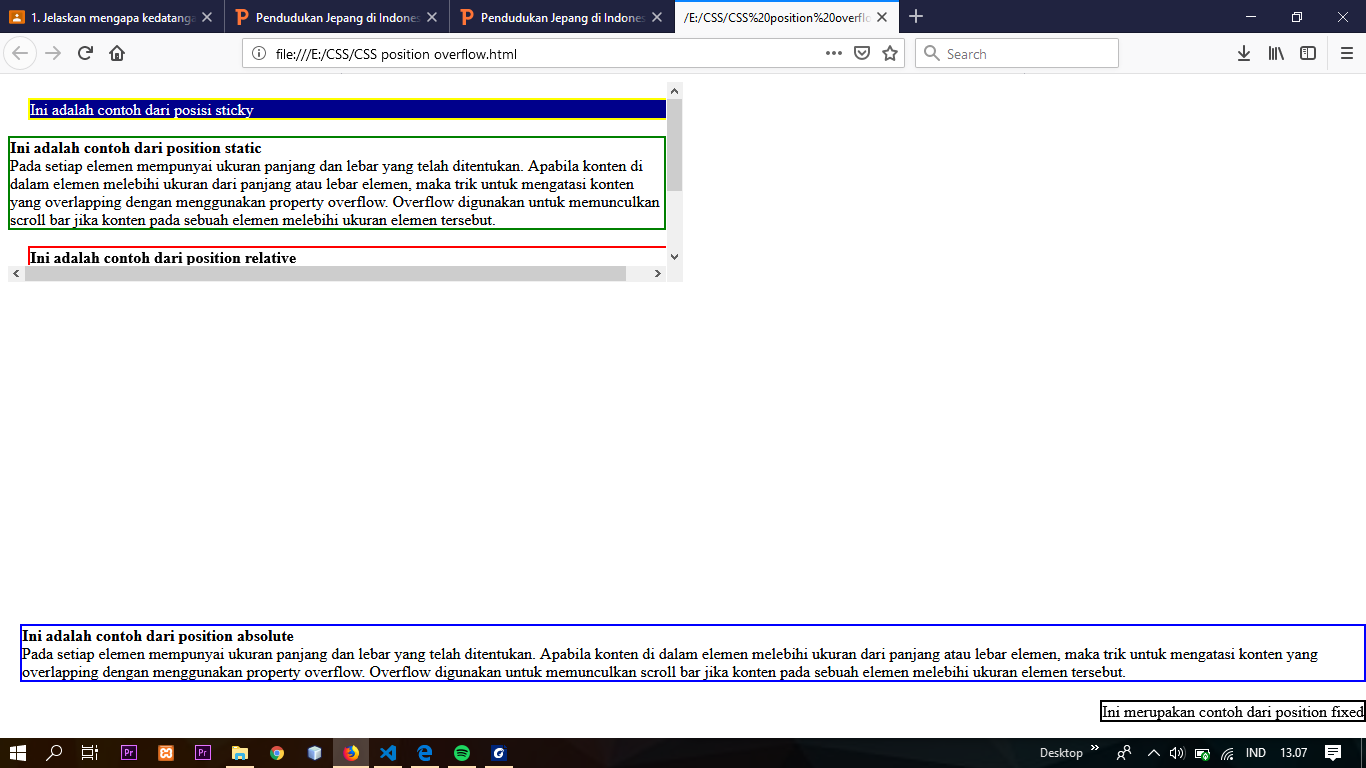 1. Jelaskan mengapa kedatanga
Pendudukan Jepang di Indones
Pendudukan Jepang di Indones
/E:/CSS/CSS%20position%20overflo
file:///E:/CSS/CSS position overflow.html
Search
Ini adalah contoh dari posisi sticky
Ini adalah contoh dari position static
Pada setiap elemen mempunyai ukuran panjang dan lebar yang telah ditentukan. Apabila konten di
dalam elemen melebihi ukuran dari panjang atau lebar elemen, maka trik untuk mengatasi konten
yang overlapping dengan menggunakan property overflow. Overflow digunakan untuk memunculkan
scroll bar jika konten pada sebuah elemen melebihi ukuran elemen tersebut.
Ini adalah contoh dari position relative
Ini adalah contoh dari position absolute
Pada setiap elemen mempunyai ukuran panjang dan lebar yang telah ditentukan. Apabila konten di dalam elemen melebihi ukuran dari panjang atau lebar elemen, maka trik untuk mengatasi konten yang
overlapping dengan menggunakan property overflow. Overflow digunakan untuk memunculkan scroll bar jika konten pada sebuah elemen melebihi ukuran elemen tersebut.
Ini merupakan contoh dari position fixed
Pr
Pr
Desktop
IND
13.07